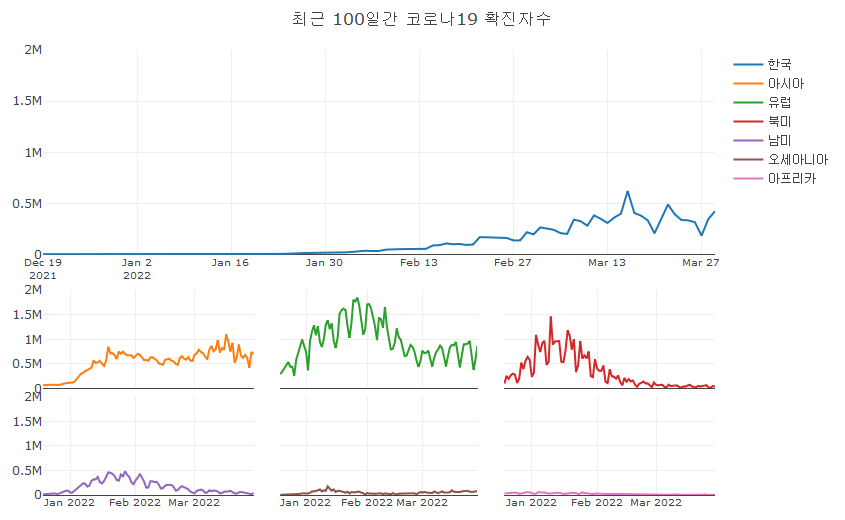 최근 100일간 코로나19 확진자수
2M
1.5M
1M
0.5M
0
Dec 19
2021
Jan 2
2022
Jan 16
Jan 30
Feb 13
Feb 27
Mar 13
Mar 27
한국
아시아
유럽
북미
남미
오세아니아
아프리카
2M
1.5M
1M
0.5M
0
2M
1.5M
1M
0.5M
0
Jan 2022
Feb 2022
Mar 2022
Jan 2022
Feb 2022
Mar 2022
Jan 2022
Feb 2022
Mar 2022